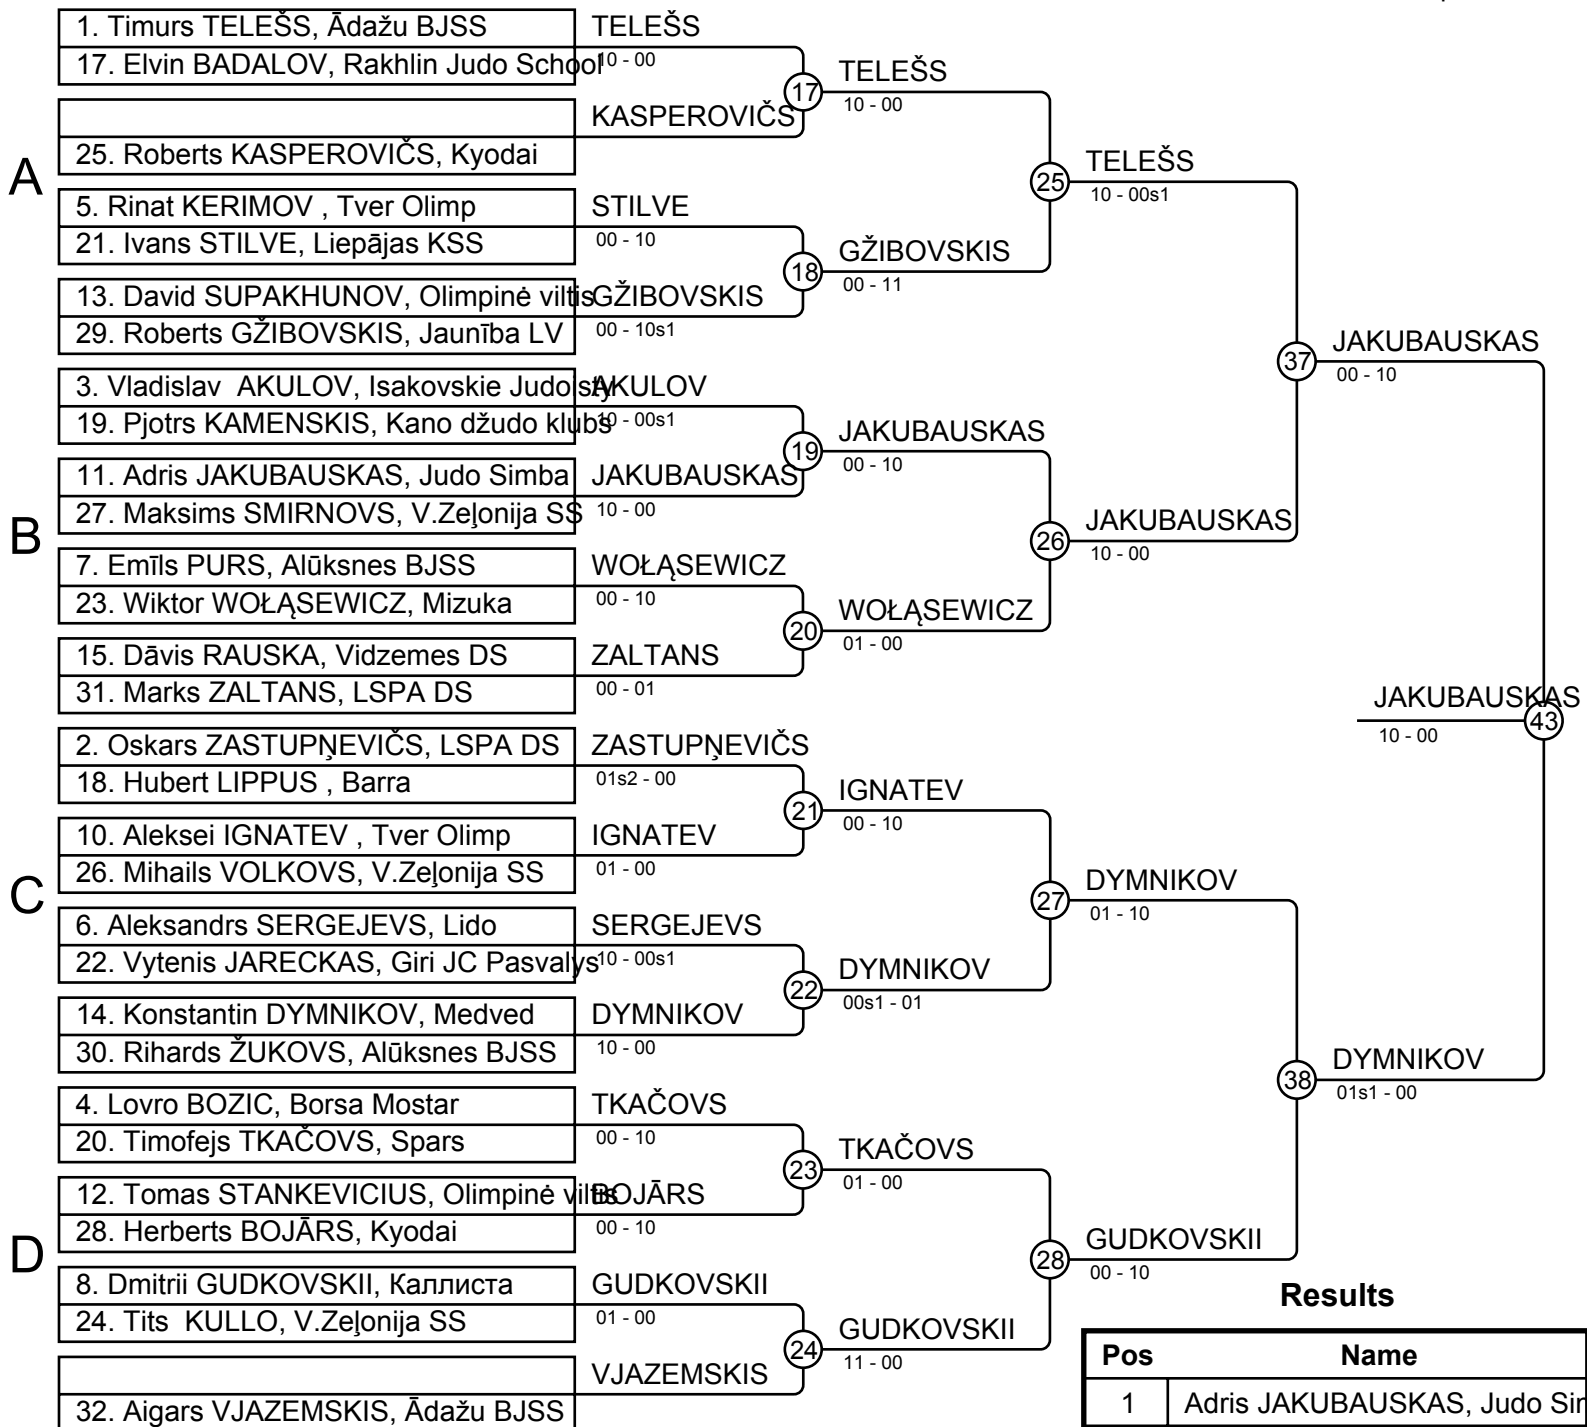 1. Timurs TELEŠS, Ādažu BJSS
17. Elvin BADALOV, Rakhlin Judo School
TELEŠS
10 - 00
25. Roberts KASPEROVIČS, Kyodai
KASPEROVIČS
17
TELEŠS
10 - 00
A
5. Rinat KERIMOV , Tver Olimp
21. Ivans STILVE, Liepājas KSS
STILVE
00 - 10
13. David SUPAKHUNOV, Olimpinė viltis
29. Roberts GŽIBOVSKIS, Jaunība LV
GŽIBOVSKIS
00 - 10s1
18
GŽIBOVSKIS
00 - 11
25
TELEŠS
10 - 00s1
3. Vladislav  AKULOV, Isakovskie Judoisty
19. Pjotrs KAMENSKIS, Kano džudo klubs
AKULOV
10 - 00s1
11. Adris JAKUBAUSKAS, Judo Simba
27. Maksims SMIRNOVS, V.Zeļonija SS
JAKUBAUSKAS
10 - 00
19
JAKUBAUSKAS
00 - 10
B
7. Emīls PURS, Alūksnes BJSS
23. Wiktor WOŁĄSEWICZ, Mizuka
WOŁĄSEWICZ
00 - 10
15. Dāvis RAUSKA, Vidzemes DS
31. Marks ZALTANS, LSPA DS
ZALTANS
00 - 01
20
WOŁĄSEWICZ
01 - 00
26
JAKUBAUSKAS
10 - 00
37
JAKUBAUSKAS
00 - 10
2. Oskars ZASTUPŅEVIČS, LSPA DS
18. Hubert LIPPUS , Barra
ZASTUPŅEVIČS
01s2 - 00
10. Aleksei IGNATEV , Tver Olimp
26. Mihails VOLKOVS, V.Zeļonija SS
IGNATEV
01 - 00
21
IGNATEV
00 - 10
C
6. Aleksandrs SERGEJEVS, Lido
22. Vytenis JARECKAS, Giri JC Pasvalys
SERGEJEVS
10 - 00s1
14. Konstantin DYMNIKOV, Medved
30. Rihards ŽUKOVS, Alūksnes BJSS
DYMNIKOV
10 - 00
22
DYMNIKOV
00s1 - 01
27
DYMNIKOV
01 - 10
4. Lovro BOZIC, Borsa Mostar
20. Timofejs TKAČOVS, Spars
TKAČOVS
00 - 10
12. Tomas STANKEVICIUS, Olimpinė viltis
28. Herberts BOJĀRS, Kyodai
BOJĀRS
00 - 10
23
TKAČOVS
01 - 00
D
8. Dmitrii GUDKOVSKII, Каллиста
24. Tits  KULLO, V.Zeļonija SS
GUDKOVSKII
01 - 00
32. Aigars VJAZEMSKIS, Ādažu BJSS
VJAZEMSKIS
24
GUDKOVSKII
11 - 00
28
GUDKOVSKII
00 - 10
38
DYMNIKOV
01s1 - 00
JAKUBAUSKAS
43
10 - 00
Results
Pos Name
1 Adris JAKUBAUSKAS, Judo Sim